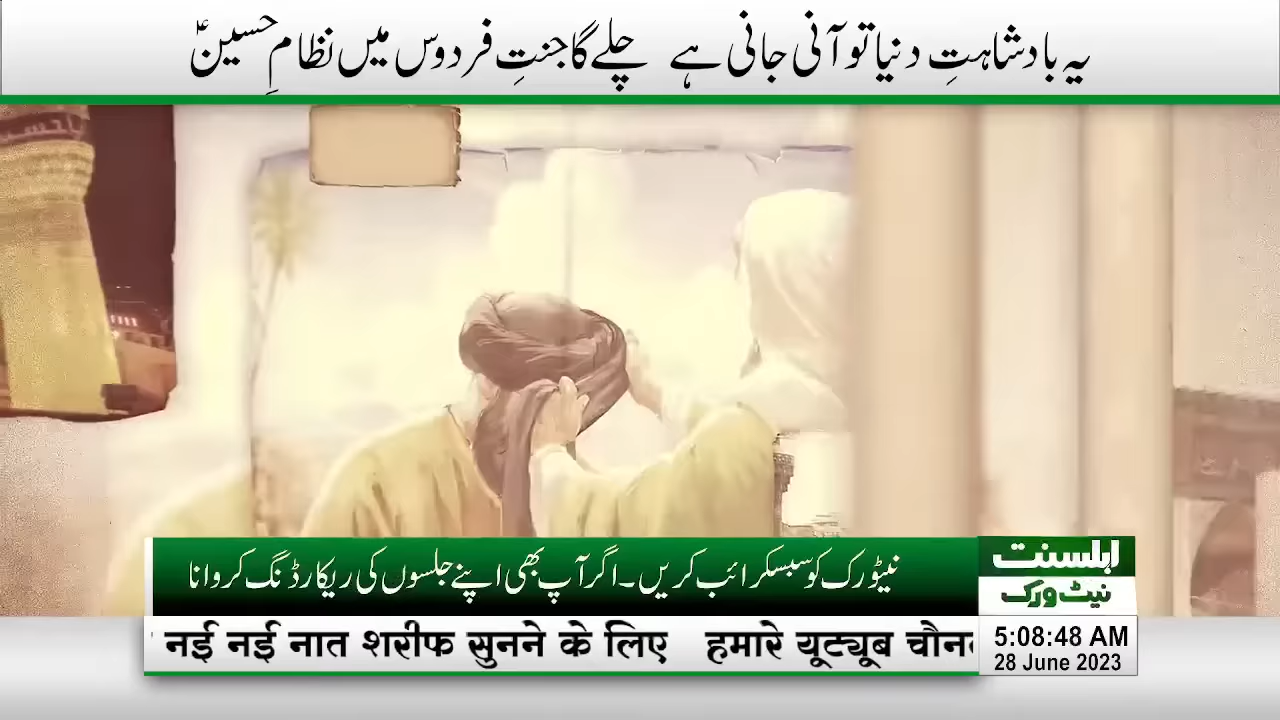 یہ بادشاہتِ دنیا تو آنی جانی ہے چلے گا جنتِ فردوس میں نظامِ حسینؑ
نیٹورک کو سبسکرائب کریں۔ اگر آپ بھی اپنے جلسوں کی ریکارڈنگ کروانا
اہلسنت
نیٹ ورک
नई नई नात शरीफ सुनने के लिए हमारे यूट्यूब चौनल
5:08:48 AM
28 June 2023